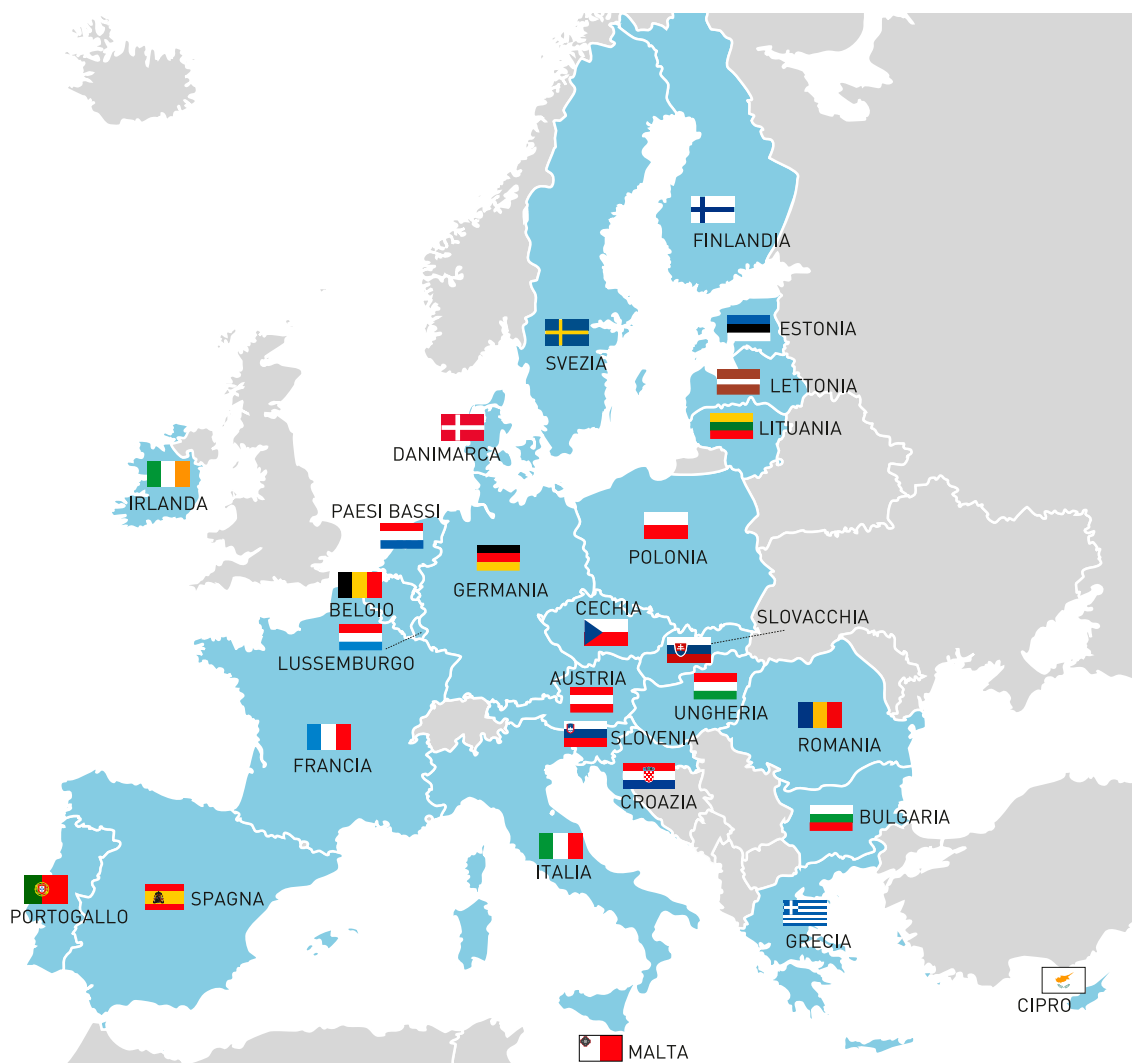 FINLANDIA
ESTONIA
SVEZIA
LETTONIA
LITUANIA
DANIMARCA
IRLANDA
PAESI BASSI
POLONIA
GERMANIA
BELGIO
CECHIA
SLOVACCHIA
LUSSEMBURGO
AUSTRIA
UNGHERIA
SLOVENIA
ROMANIA
FRANCIA
CROAZIA
BULGARIA
ITALIA
SPAGNA
PORTOGALLO
GRECIA
CIPRO
MALTA